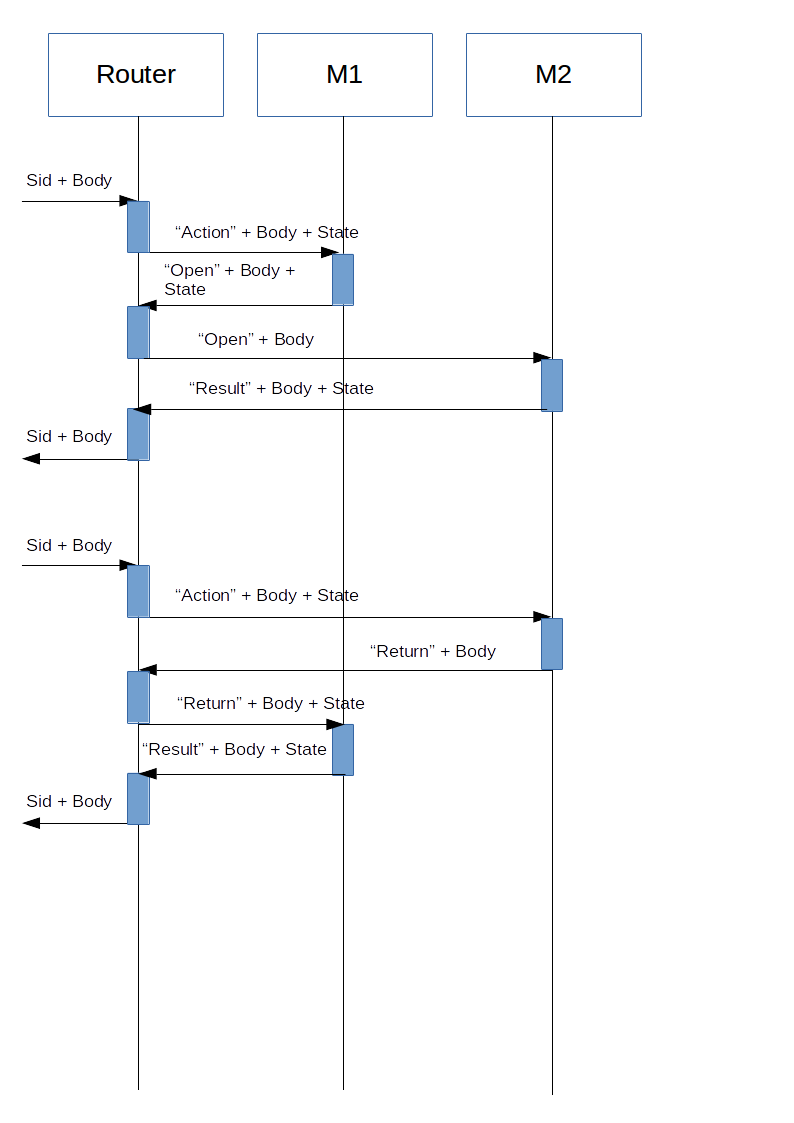 Router
M1
M2
Sid + Body
“Action” + Body + State
“Open” + Body +
State
“Open” + Body
“Result” + Body + State
Sid + Body
Sid + Body
“Action” + Body + State
“Return” + Body
“Return” + Body + State
“Result” + Body + State
Sid + Body